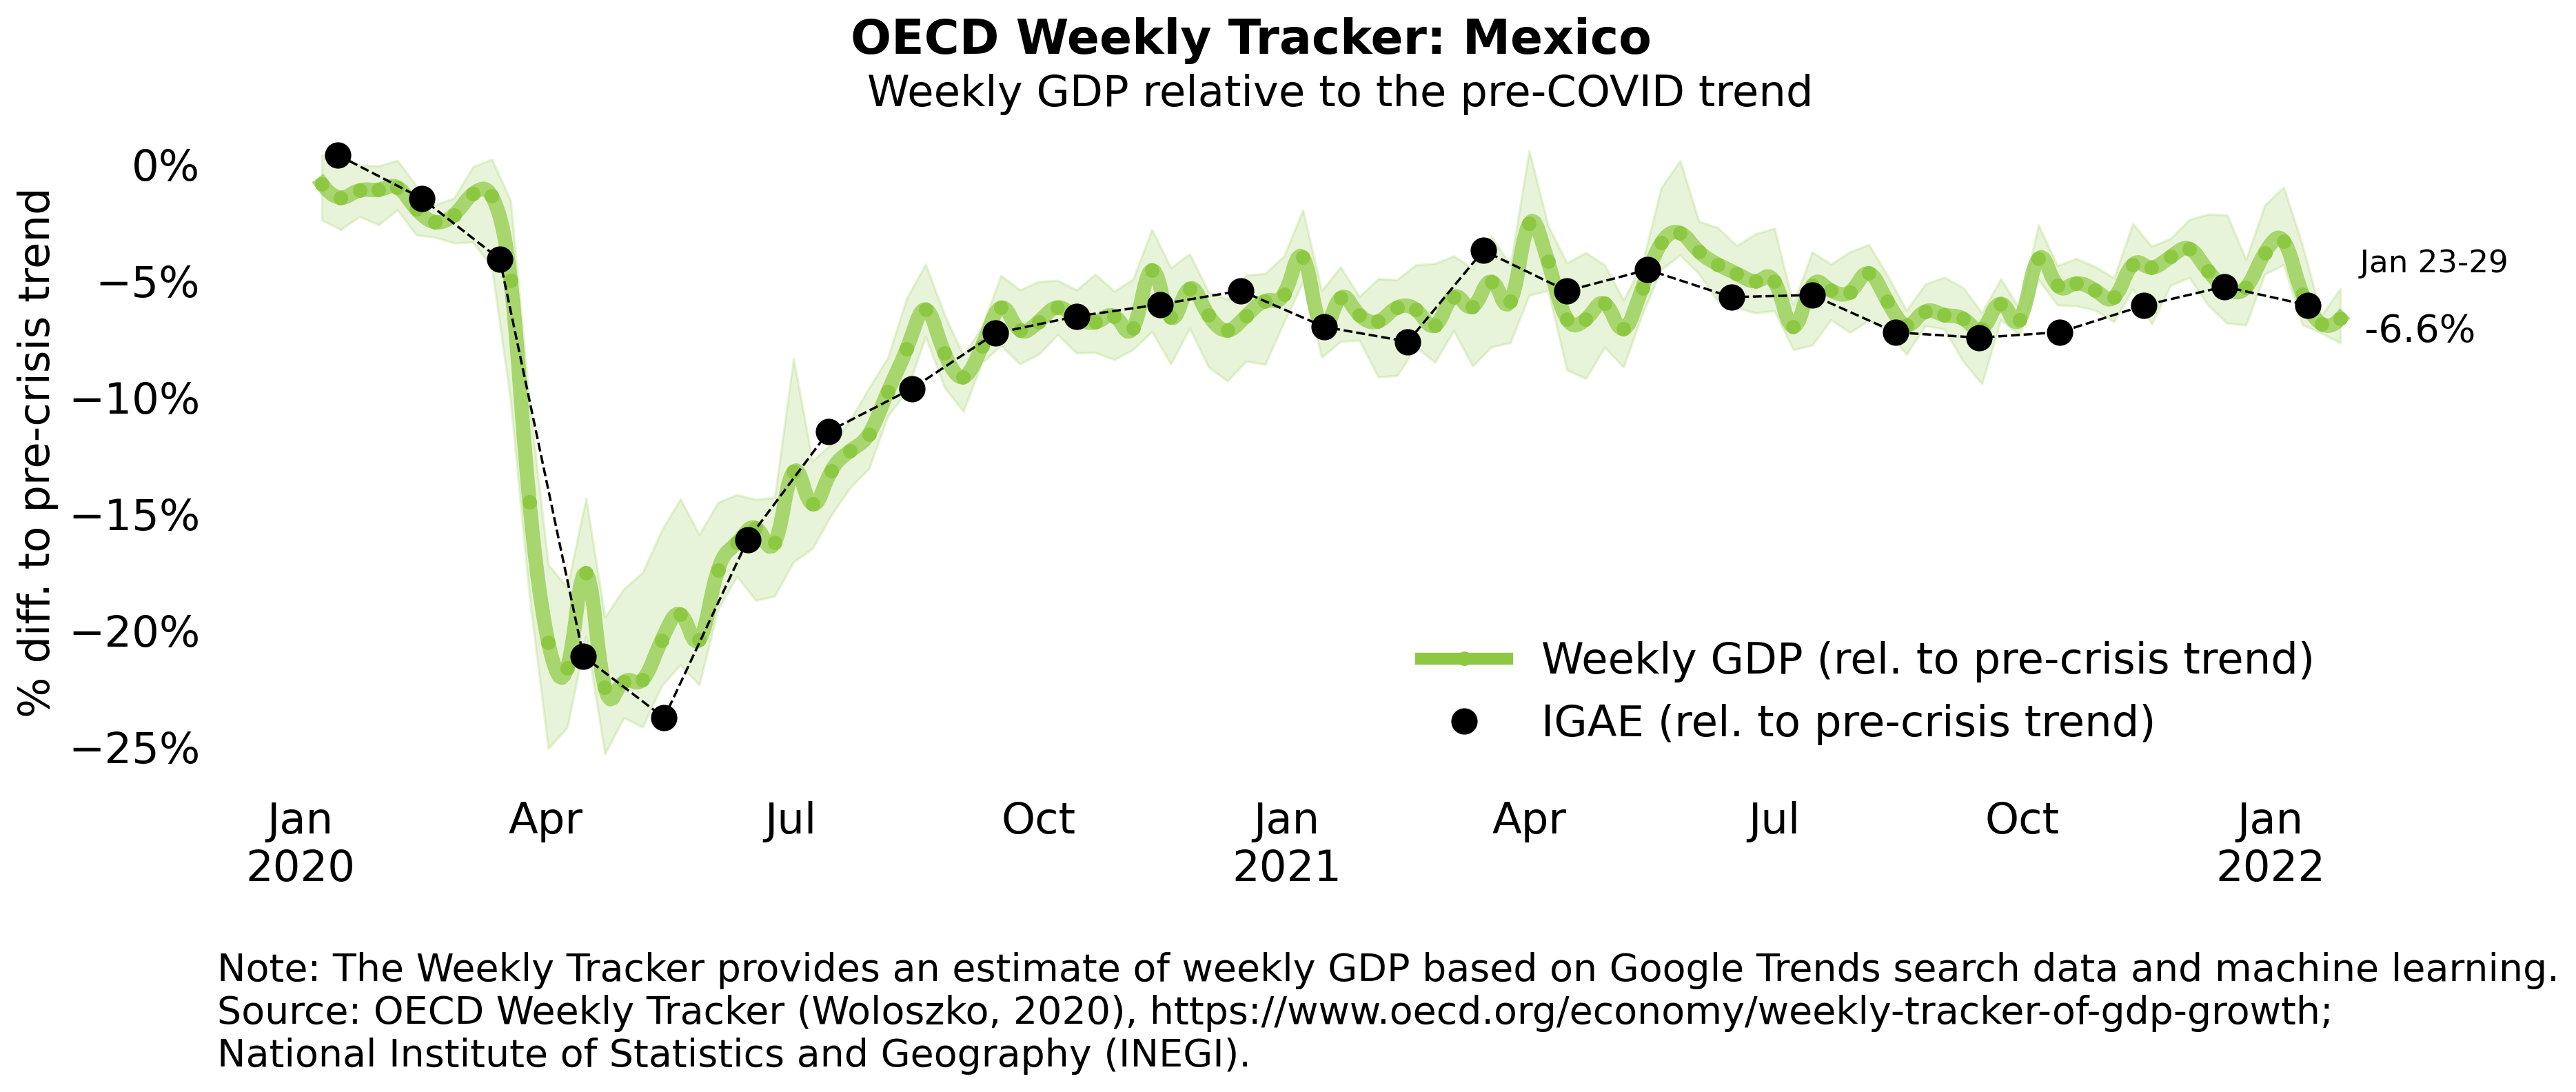 OECD Weekly Tracker: Mexico
Weekly GDP relative to the pre-COVID trend
% diff. to pre-crisis trend
0%
−5%
−10%
−15%
−20%
−25%
Jan 23-29
-6.6%
Weekly GDP (rel. to pre-crisis trend)
IGAE (rel. to pre-crisis trend)
Jan Apr Jul Oct Jan Apr Jul Oct Jan
2020 2021 2022
Note: The Weekly Tracker provides an estimate of weekly GDP based on Google Trends search data and machine learning.
Source: OECD Weekly Tracker (Woloszko, 2020), https://www.oecd.org/economy/weekly-tracker-of-gdp-growth;
National Institute of Statistics and Geography (INEGI).